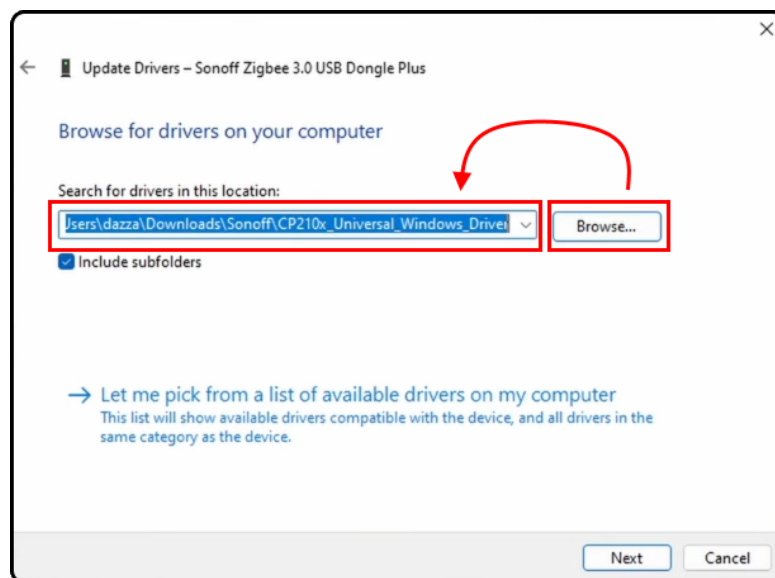 Update Drivers – Sonoff Zigbee 3.0 USB Dongle Plus
Browse for drivers on your computer
Search for drivers in this location:
Users\dazza\Downloads\Sonoff\CP210x_Universal_Windows_Driver
Browse...
Include subfolders
Let me pick from a list of available drivers on my computer
This list will show available drivers compatible with the device, and all drivers in the
same category as the device.
Next
Cancel